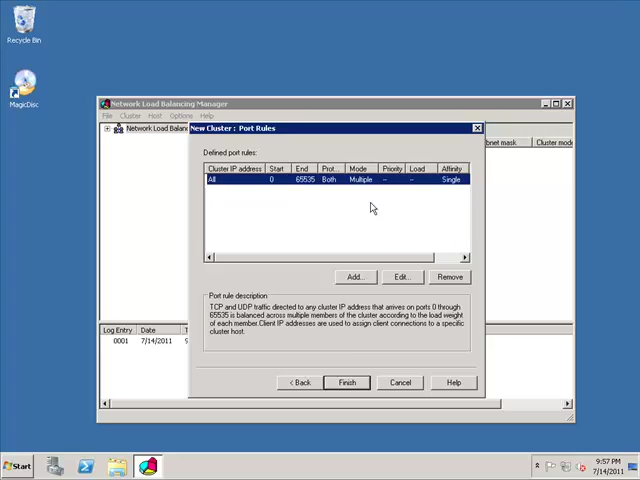 Recycle Bin
MagicDisc
Network Load Balancing Manager
File Cluster Host Options Help
Network Load Balanc
bnet mask Cluster mode
New Cluster : Port Rules
Defined port rules:
Cluster IP address Start End Prot... Mode Priority Load Affinity
All 0 65535 Both Multiple -- -- Single
Add... Edit... Remove
Port rule description
TCP and UDP traffic directed to any cluster IP address that arrives on ports 0 through
65535 is balanced across multiple members of the cluster according to the load weight
of each member.Client IP addresses are used to assign client connections to a specific
cluster host.
Log Entry Date T
0001 7/14/2011 9
< Back Finish Cancel Help
Start
9:57 PM
7/14/2011